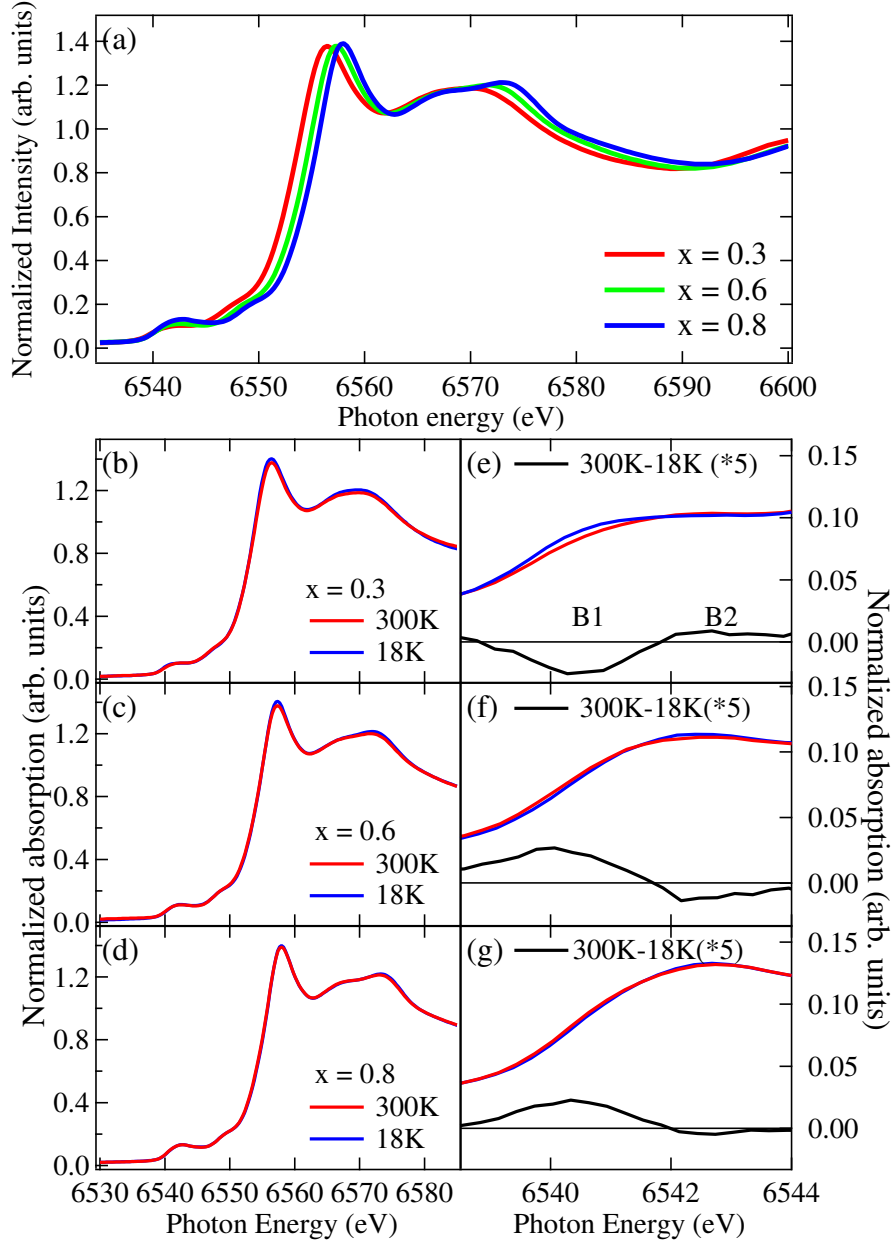 (a)
Normalized Intensity (arb. units)
1.4
1.2
1.0
0.8
0.6
0.4
0.2
0.0
x = 0.3
x = 0.6
x = 0.8
6540 6550 6560 6570 6580 6590 6600
Photon energy (eV)
Normalized absorption (arb. units)
(b)
1.2
0.8
0.4
0.0
x = 0.3
300K
18K
(e)
300K-18K (*5)
B1 B2
0.15
0.10
0.05
0.00
(c)
1.2
0.8
0.4
0.0
x = 0.6
300K
18K
(f)
300K-18K(*5)
0.15
0.10
0.05
0.00
(d)
1.2
0.8
0.4
0.0
x = 0.8
300K
18K
(g)
300K-18K(*5)
0.15
0.10
0.05
0.00
Normalized absorption (arb. units)
6530 6540 6550 6560 6570 6580
Photon Energy (eV)
6540 6542 6544
Photon Energy (eV)